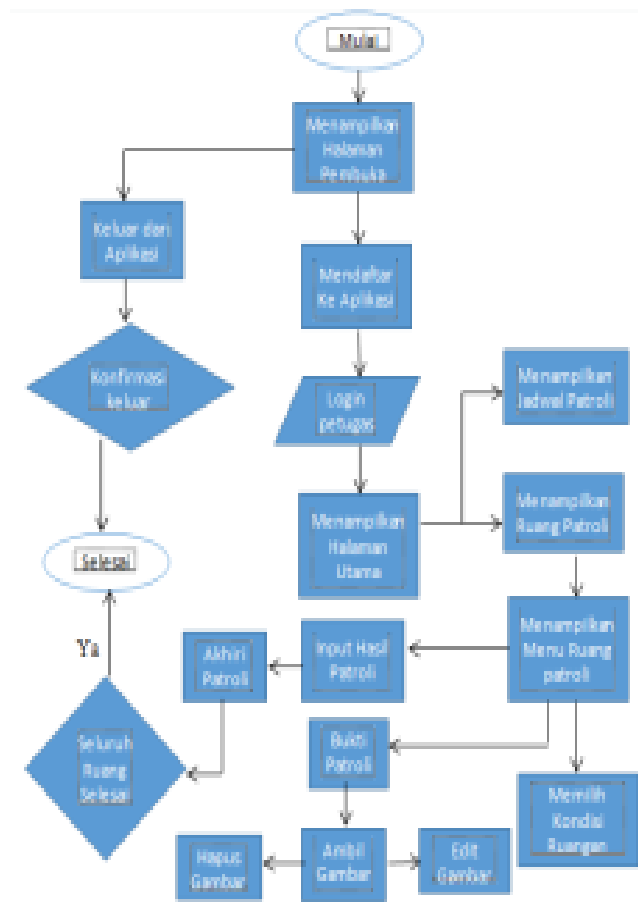 Mulai
Menampilkan
Halaman
Pembuka
Keluar dari
Aplikasi
Mendaftar
Ke Aplikasi
Konfirmasi
keluar
Login
petugas
Menampilkan
Jadwal Patroli
Menampilkan
Halaman
Utama
Menampilkan
Ruang Patroli
Selesai
Ya
Akhiri
Patroli
Input Hasil
Patroli
Menampilkan
Menu Ruang
patroli
Seluruh
Ruang
Selesai
Bukti
Patroli
Memilih
Kondisi
Ruangan
Hapus
Gambar
Ambil
Gambar
Edit
Gambar